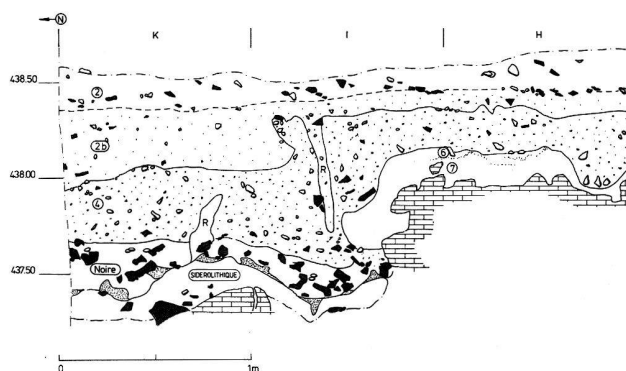 N K I H
438.50
2
2b
438.00
6
7
R
4
R
Noire
SIDEROLITHIQUE
437.50
0 1m